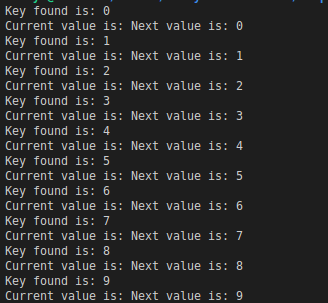 Key found is: 0
Current value is: Next value is: 0
Key found is: 1
Current value is: Next value is: 1
Key found is: 2
Current value is: Next value is: 2
Key found is: 3
Current value is: Next value is: 3
Key found is: 4
Current value is: Next value is: 4
Key found is: 5
Current value is: Next value is: 5
Key found is: 6
Current value is: Next value is: 6
Key found is: 7
Current value is: Next value is: 7
Key found is: 8
Current value is: Next value is: 8
Key found is: 9
Current value is: Next value is: 9